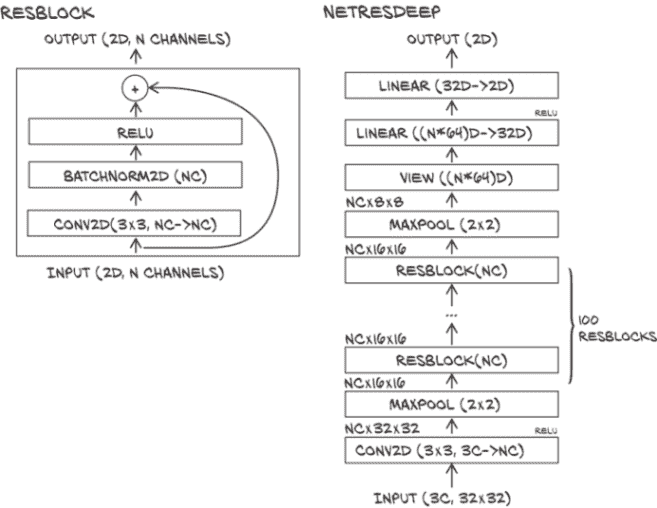 RESBLOCK
OUTPUT (2D, N CHANNELS)
+
RELU
BATCHNORM2D (NC)
CONV2D(3X3, NC->NC)
INPUT (2D, N CHANNELS)
NETRESDEEP
OUTPUT (2D)
LINEAR (32D->2D)
RELU
LINEAR ((N*64)D->32D)
VIEW ((N*64)D)
NCX8X8
MAXPOOL (2X2)
NCX16X16
RESBLOCK(NC)
...
NCX16X16
RESBLOCK(NC)
100
RESBLOCKS
NCX16X16
MAXPOOL (2X2)
NCX32X32
RELU
CONV2D (3X3, 3C->NC)
INPUT (3C, 32X32)